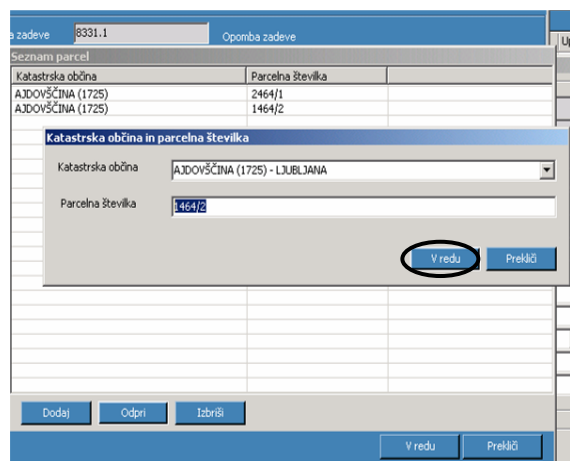 a zadeve 8331.1 Opomba zadeve
Seznam parcel
Katastrska občina Parcelna številka
AJDOVŠČINA (1725) 2464/1
AJDOVŠČINA (1725) 1464/2
Katastrska občina in parcelna številka
Katastrska občina AJDOVŠČINA (1725) - LJUBLJANA
Parcelna številka 1464/2
V redu Prekliči
Dodaj Odpri Izbriši
V redu Prekliči